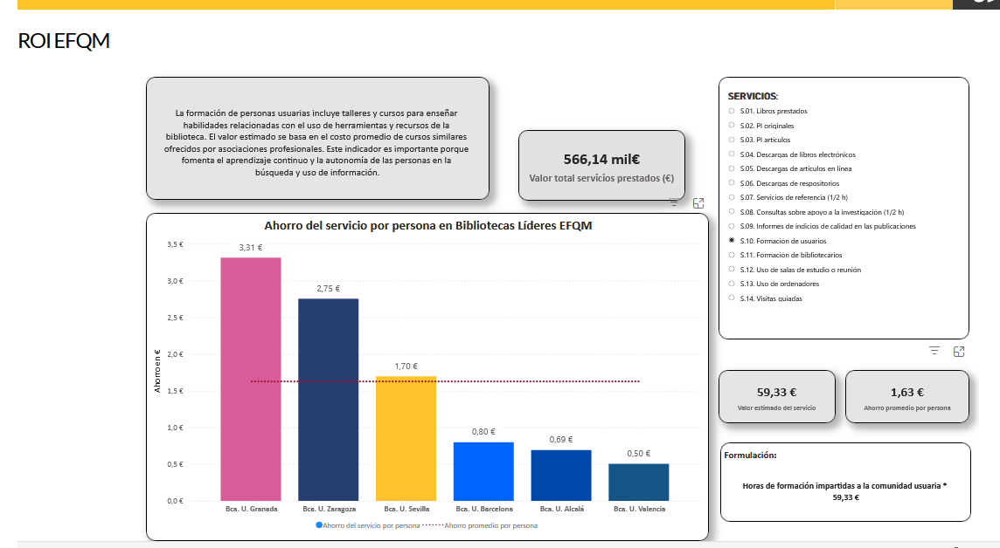 ROI EFQM
La formación de personas usuarias incluye talleres y cursos para enseñar
habilidades relacionadas con el uso de herramientas y recursos de la
biblioteca. El valor estimado se basa en el costo promedio de cursos similares
ofrecidos por asociaciones profesionales. Este indicador es importante porque
fomenta el aprendizaje continuo y la autonomía de las personas en la
búsqueda y uso de información.
566,14 mil€
Valor total servicios prestados (€)
SERVICIOS:
S.01. Libros prestados
S.02. PI originales
S.03. PI artículos
S.04. Descargas de libros electrónicos
S.05. Descargas de artículos en línea
S.06. Descargas de respositorios
S.07. Servicios de referencia (1/2 h)
S.08. Consultas sobre apoyo a la investigación (1/2 h)
S.09. Informes de indicios de calidad en las publicaciones
S.10. Formación de usuarios
S.11. Formación de bibliotecarios
S.12. Uso de salas de estudio o reunión
S.13. Uso de ordenadores
S.14. Visitas guiadas
Ahorro del servicio por persona en Bibliotecas Líderes EFQM
Ahorro en €
3,5 €
3,0 €
2,5 €
2,0 €
1,5 €
1,0 €
0,5 €
0,0 €
3,31 €
2,75 €
1,70 €
0,80 €
0,69 €
0,50 €
Bca. U. Granada
Bca. U. Zaragoza
Bca. U. Sevilla
Bca. U. Barcelona
Bca. U. Alcalá
Bca. U. Valencia
Ahorro del servicio por persona
Ahorro promedio por persona
59,33 €
Valor estimado del servicio
1,63 €
Ahorro promedio por persona
Formulación:
Horas de formación impartidas a la comunidad usuaria *
59,33 €